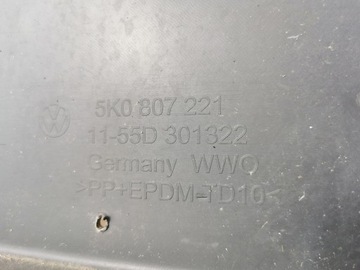 5K0 807 221
11-55D 301322
Germany WWO
>PP+EPDM-TD10<